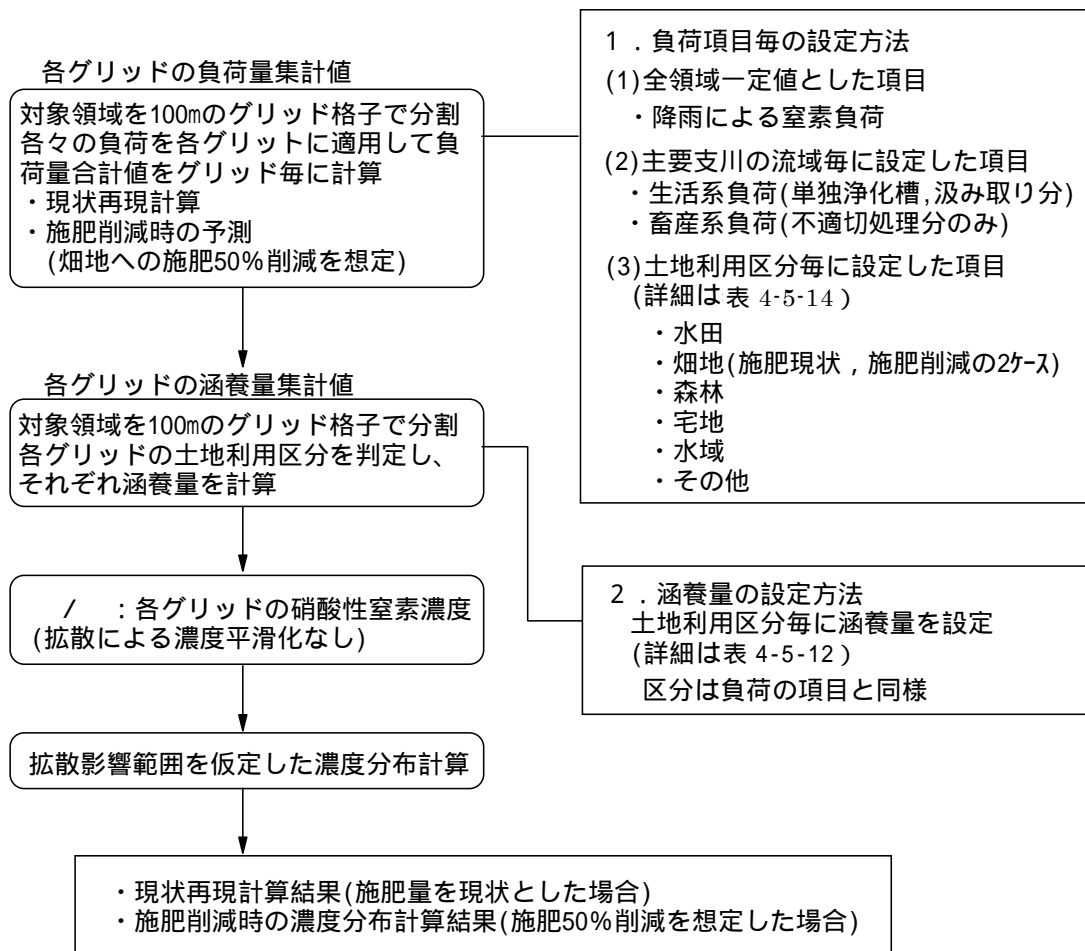 各グリッドの負荷量集計値
対象領域を100mのグリッド格子で分割
各々の負荷を各グリットに適用して負
荷量合計値をグリッド毎に計算
・現状再現計算
・施肥削減時の予測
(畑地への施肥50％削減を想定)
各グリッドの涵養量集計値
対象領域を100mのグリッド格子で分割
各グリッドの土地利用区分を判定し、
それぞれ涵養量を計算
/ ：各グリッドの硝酸性窒素濃度
(拡散による濃度平滑化なし)
拡散影響範囲を仮定した濃度分布計算
・現状再現計算結果(施肥量を現状とした場合)
・施肥削減時の濃度分布計算結果(施肥50％削減を想定した場合)
１．負荷項目毎の設定方法
(1)全領域一定値とした項目
・降雨による窒素負荷
(2)主要支川の流域毎に設定した項目
・生活系負荷(単独浄化槽,汲み取り分)
・畜産系負荷(不適切処理分のみ)
(3)土地利用区分毎に設定した項目
(詳細は表 4-5-14）
・水田
・畑地(施肥現状，施肥削減の2ｹｰｽ)
・森林
・宅地
・水域
・その他
２．涵養量の設定方法
土地利用区分毎に涵養量を設定
(詳細は表 4-5-12）
区分は負荷の項目と同様